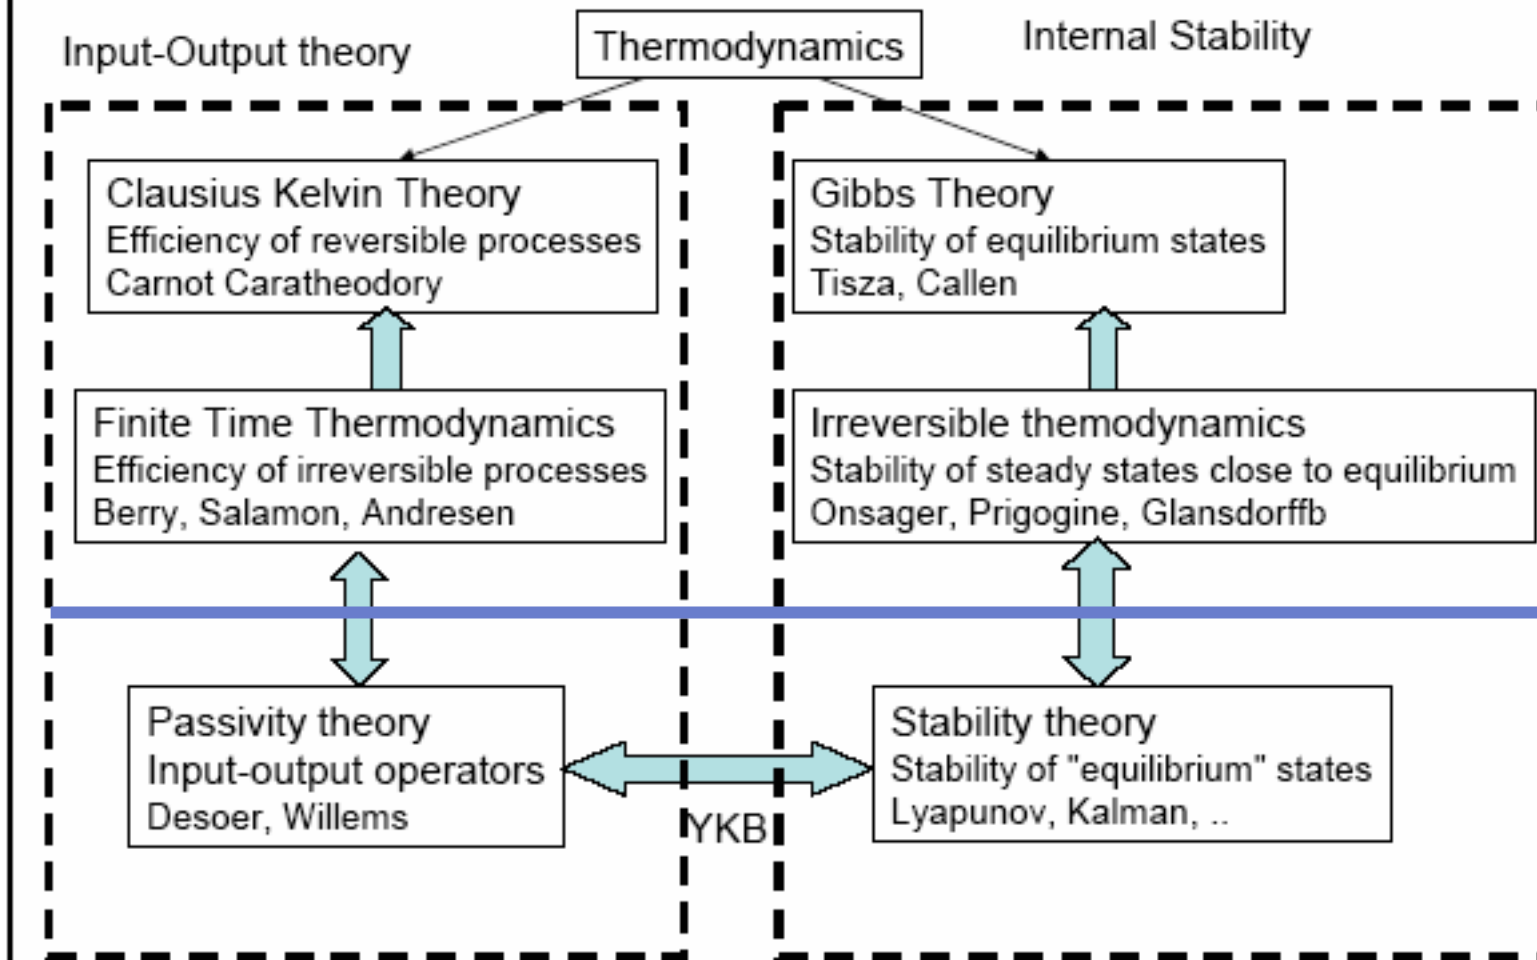 Input-Output theory
Thermodynamics
Internal Stability
Clausius Kelvin Theory
Efficiency of reversible processes
Carnot Caratheodory
Gibbs Theory
Stability of equilibrium states
Tisza, Callen
Finite Time Thermodynamics
Efficiency of irreversible processes
Berry, Salamon, Andresen
Irreversible themodynamics
Stability of steady states close to equilibrium
Onsager, Prigogine, Glansdorffb
Passivity theory
Input-output operators
Desoer, Willems
YKB
Stability theory
Stability of "equilibrium" states
Lyapunov, Kalman, ..